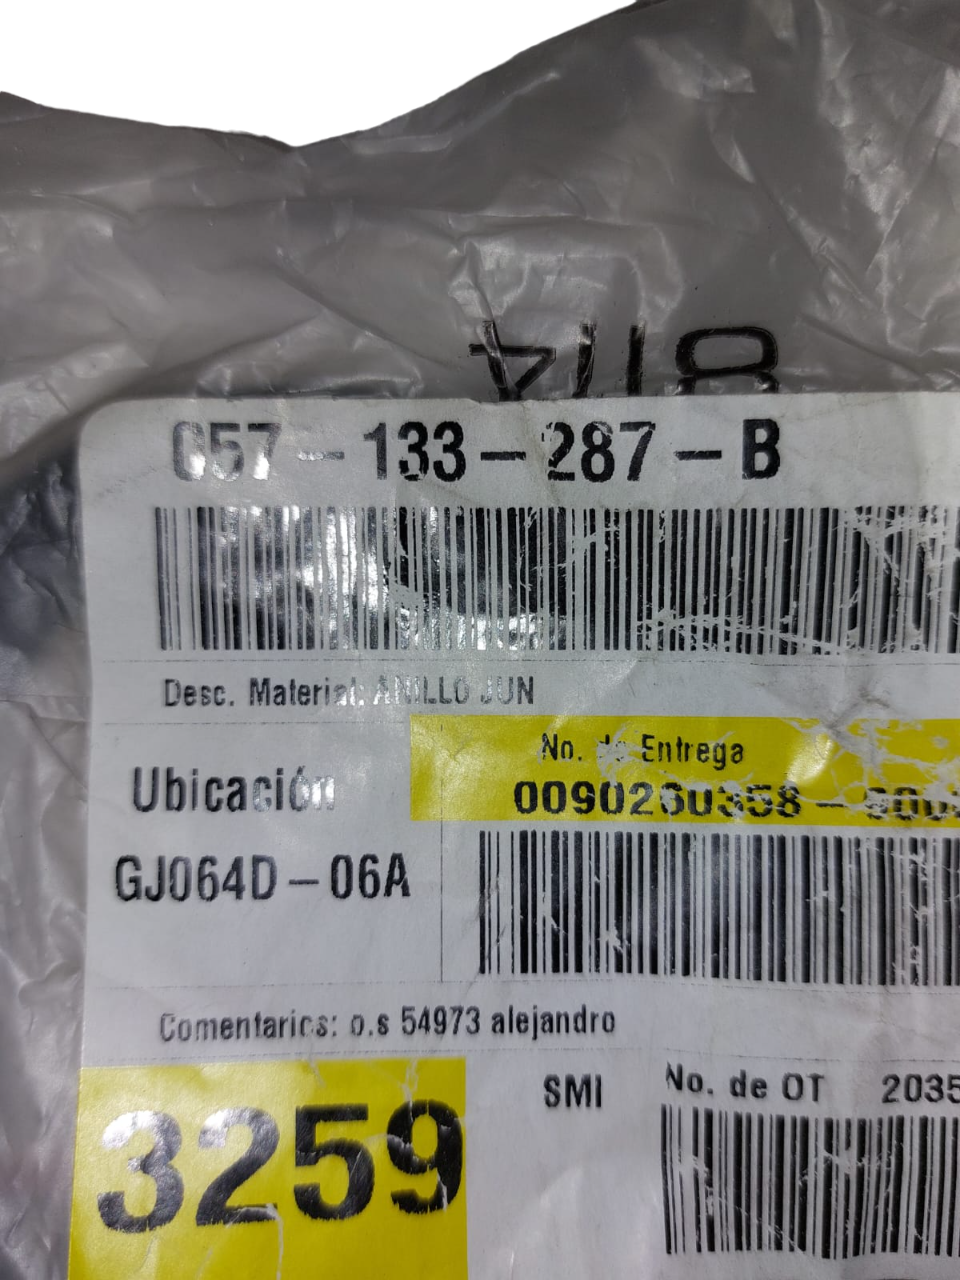 057-133-287-B
Desc. Material: ANILLO JUN
No. de Entrega
Ubicación
GJ064D-06A
Comentarios: o.s 54973 alejandro
3259
SMI
No. de OT 2035